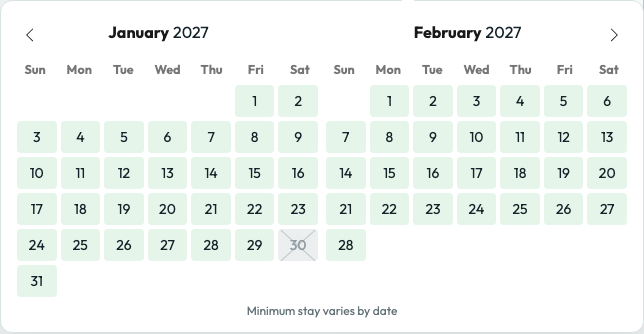 January 2027 February 2027
Sun Mon Tue Wed Thu Fri Sat Sun Mon Tue Wed Thu Fri Sat
1 2 1 2 3 4 5 6
3 4 5 6 7 8 9 7 8 9 10 11 12 13
10 11 12 13 14 15 16 14 15 16 17 18 19 20
17 18 19 20 21 22 23 21 22 23 24 25 26 27
24 25 26 27 28 29 30 28
31
Minimum stay varies by date